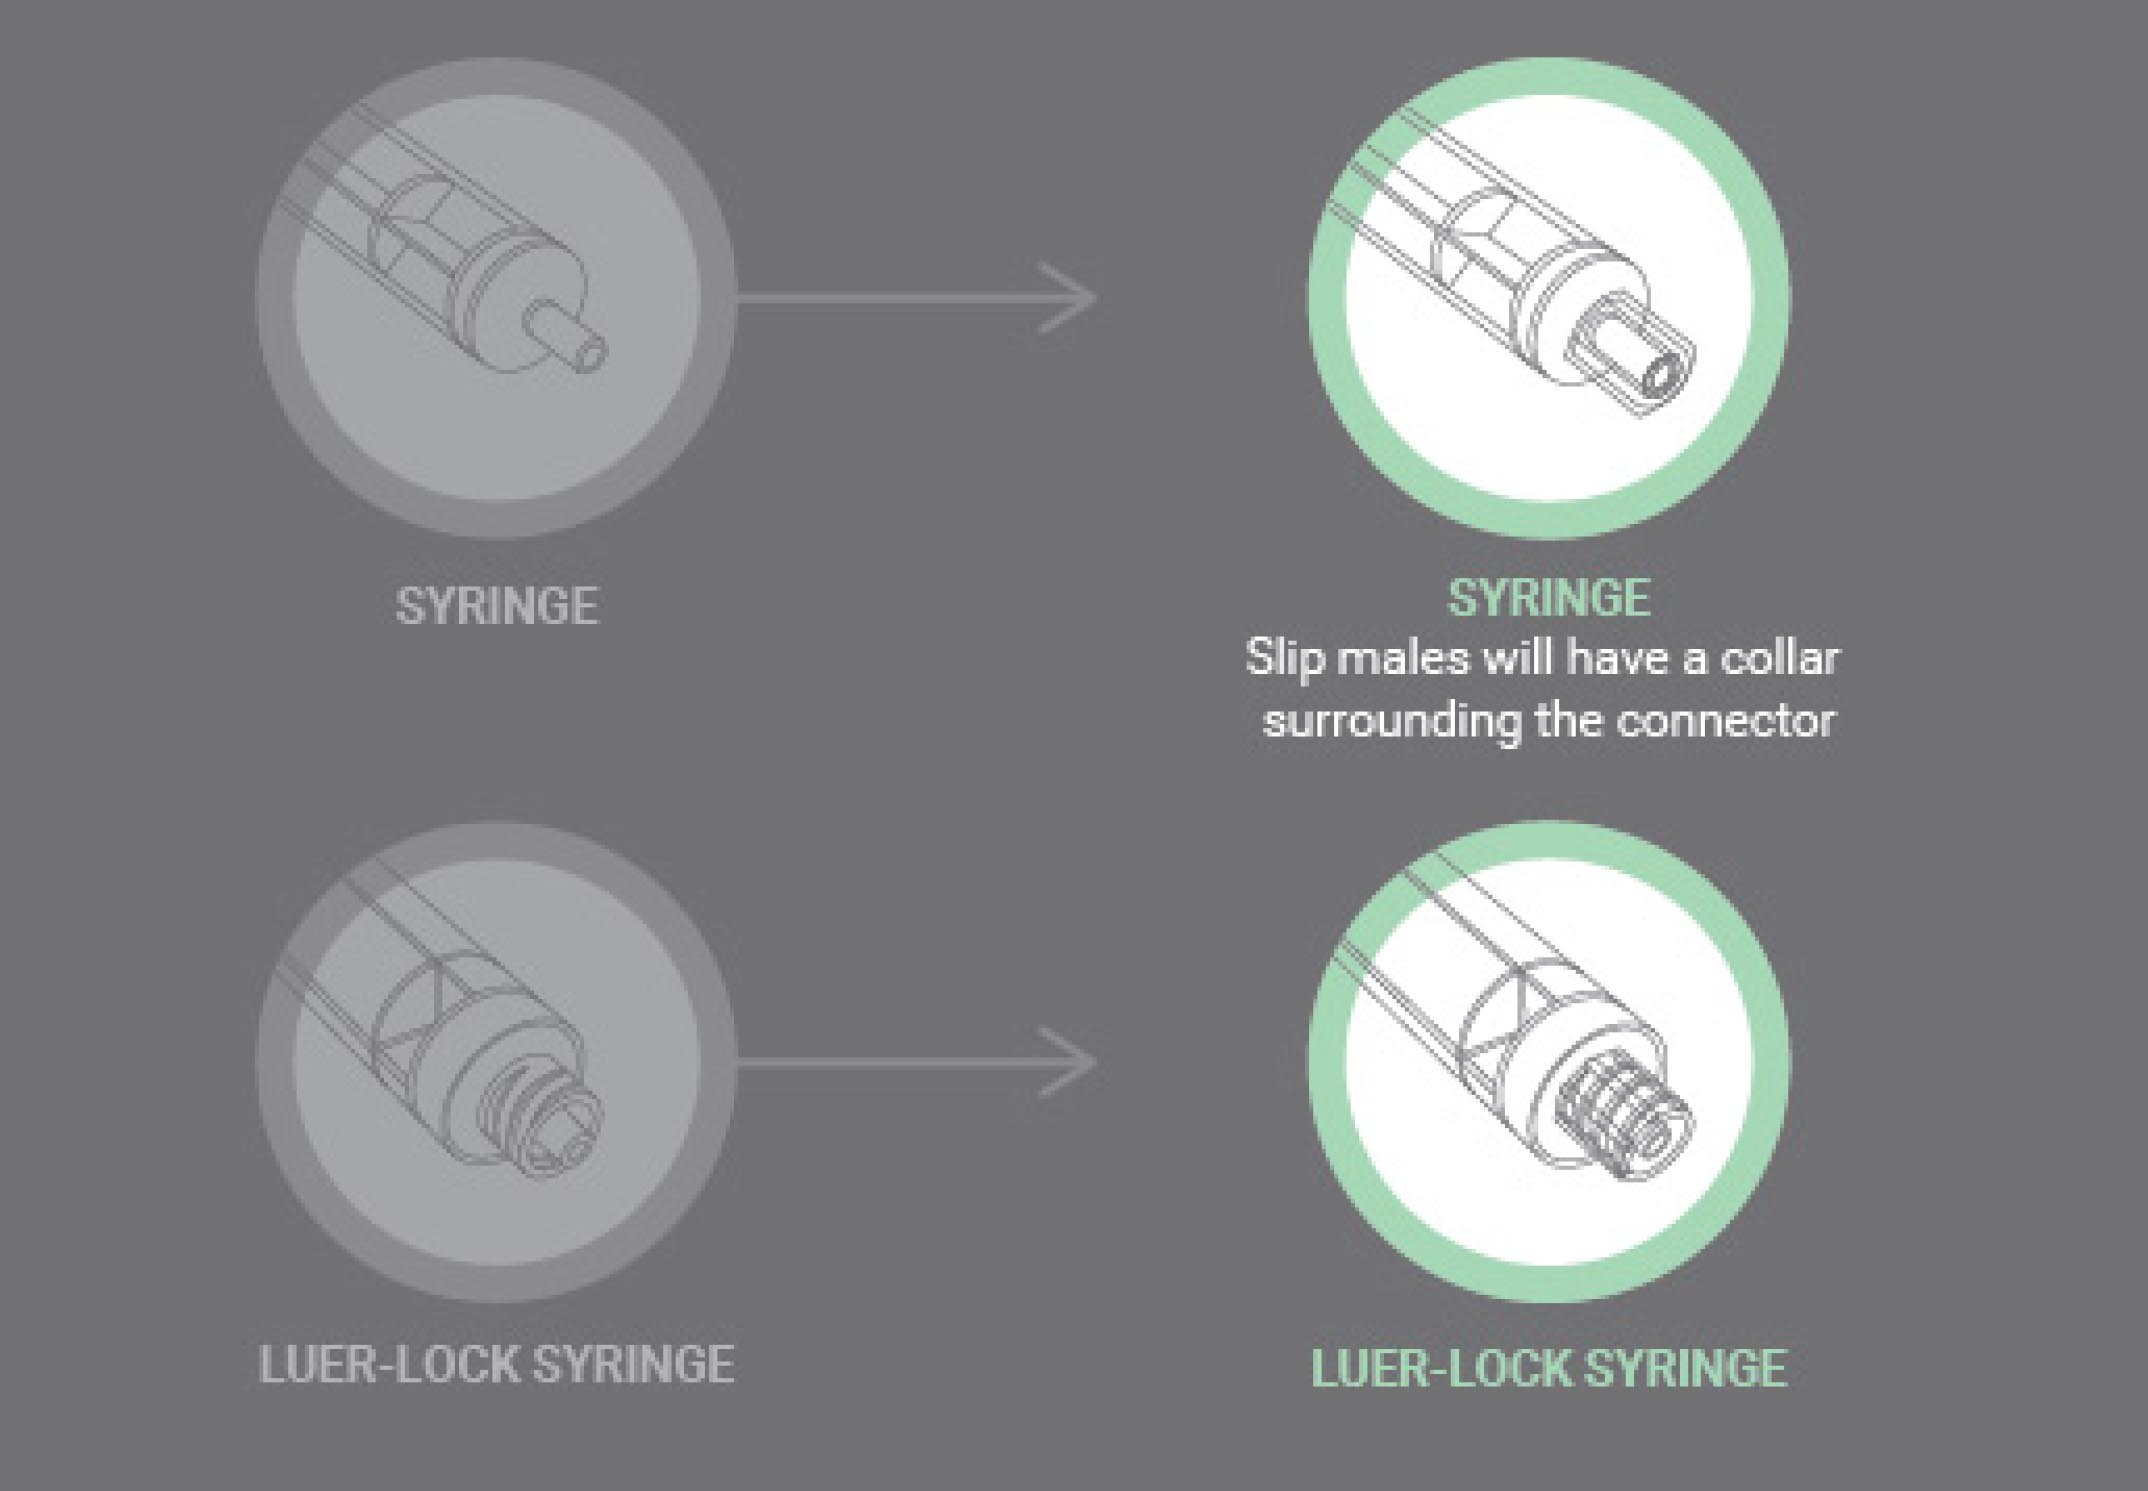 SYRINGE
SYRINGE
Slip males will have a collar
surrounding the connector
LUER-LOCK SYRINGE
LUER-LOCK SYRINGE